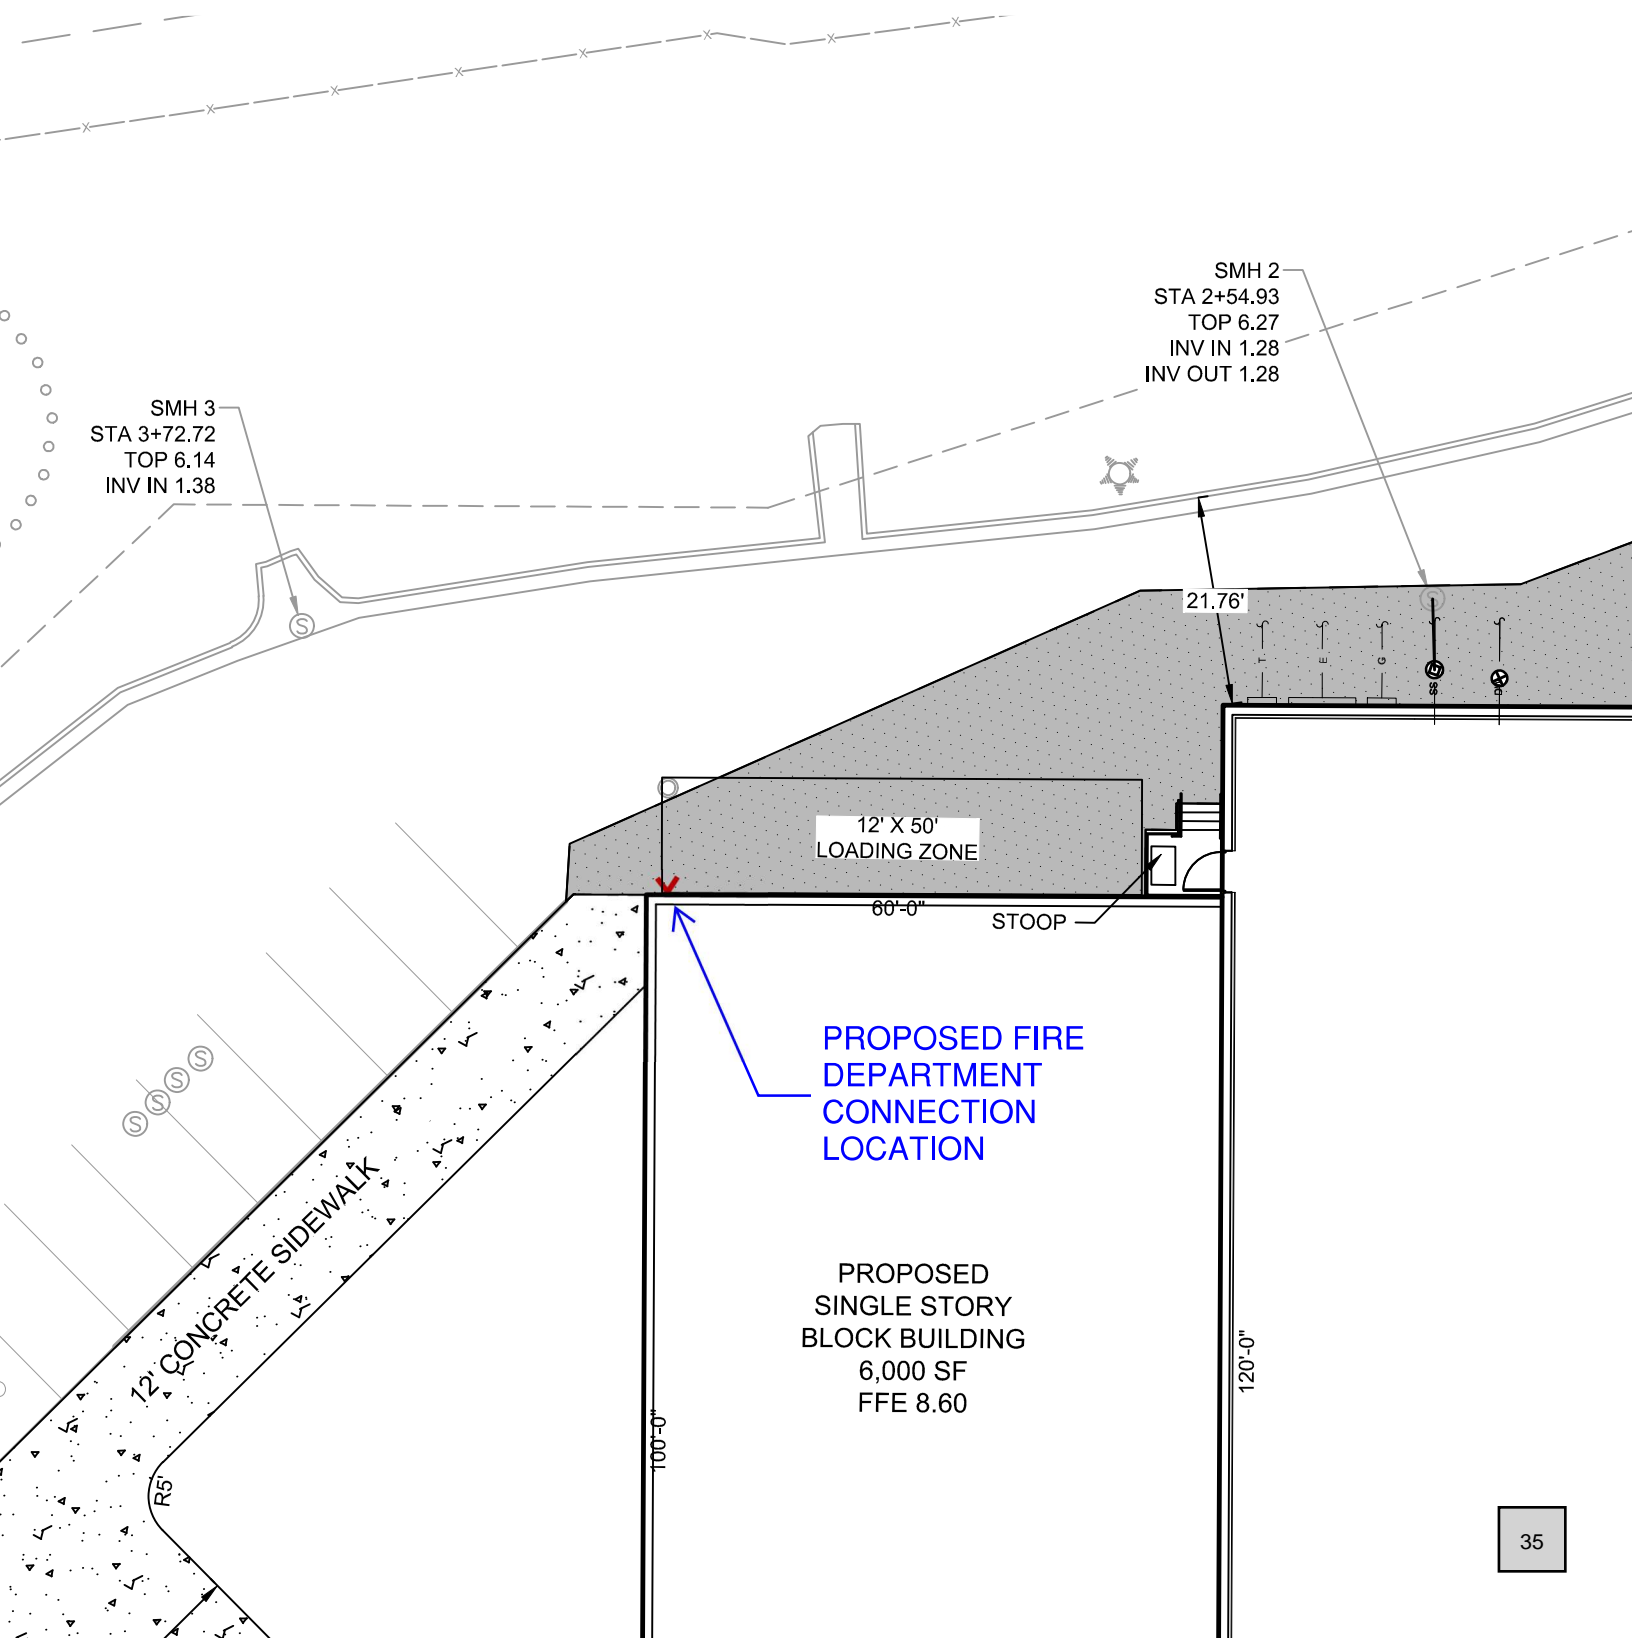 SMH 2
STA 2+54.93
TOP 6.27
INV IN 1.28
INV OUT 1.28
SMH 3
STA 3+72.72
TOP 6.14
INV IN 1.38
S
S
21.76'
T
E
G
SS
12' X 50'
LOADING ZONE
60'-0"
STOOP
PROPOSED FIRE
DEPARTMENT
CONNECTION
LOCATION
S
S
S
S
12' CONCRETE SIDEWALK
PROPOSED
SINGLE STORY
BLOCK BUILDING
6,000 SF
FFE 8.60
100'-0"
120'-0"
R5'
35